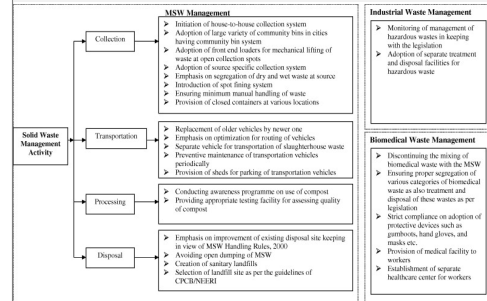 MSW Management
Solid Waste
Management
Activity
Collection
➢ Initiation of house-to-house collection system
➢ Adoption of large variety of community bins in cities
having community bin system
➢ Adoption of front end loaders for mechanical lifting of
waste at open collection spots
➢ Adoption of source specific collection system
➢ Emphasis on segregation of dry and wet waste at source
➢ Introduction of spot fining system
➢ Ensuring minimum manual handling of waste
➢ Provision of closed containers at various locations
Transportation
➢ Replacement of older vehicles by newer one
➢ Emphasis on optimization for routing of vehicles
➢ Separate vehicle for transportation of slaughterhouse waste
➢ Preventive maintenance of transportation vehicles
periodically
➢ Provision of sheds for parking of transportation vehicles
Processing
➢ Conducting awareness programme on use of compost
➢ Providing appropriate testing facility for assessing quality
of compost
Disposal
➢ Emphasis on improvement of existing disposal site keeping
in view of MSW Handling Rules, 2000
➢ Avoiding open dumping of MSW
➢ Creation of sanitary landfills
➢ Selection of landfill site as per the guidelines of
CPCB/NEERI
Industrial Waste Management
➢ Monitoring of management of
hazardous wastes in keeping
with the legislation
➢ Adoption of separate treatment
and disposal facilities for
hazardous waste
Biomedical Waste Management
➢ Discontinuing the mixing of
biomedical waste with the MSW
➢ Ensuring proper segregation of
various categories of biomedical
waste as also treatment and
disposal of these wastes as per
legislation
➢ Strict compliance on adoption of
protective devices such as
gumboots, hand gloves, and
masks etc.
➢ Provision of medical facility to
workers
➢ Establishment of separate
healthcare center for workers